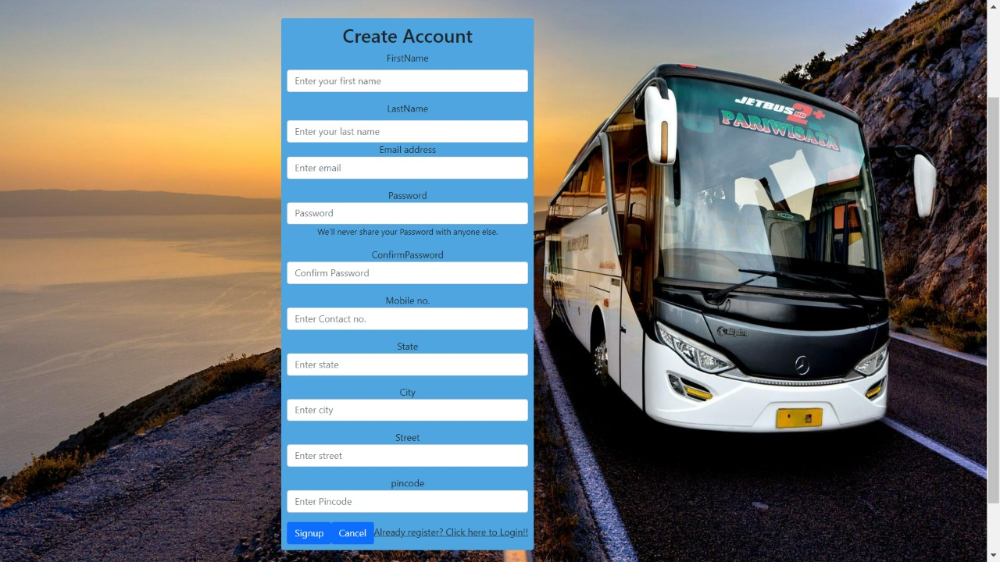 Create Account
FirstName
Enter your first name
LastName
Enter your last name
Email address
Enter email
Password
Password
We'll never share your Password with anyone else.
ConfirmPassword
Confirm Password
Mobile no.
Enter Contact no.
State
Enter state
City
Enter city
Street
Enter street
pincode
Enter Pincode
Signup Cancel Already register? Click here to Login!!
JETBUS 2+
HD
PARIWISATA